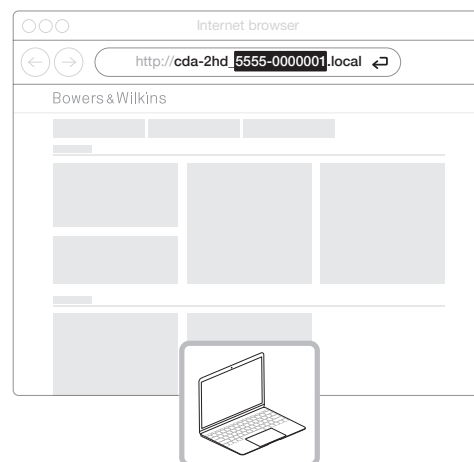 Internet browser
http://cda-2hd_5555-0000001.local
Bowers & Wilkins